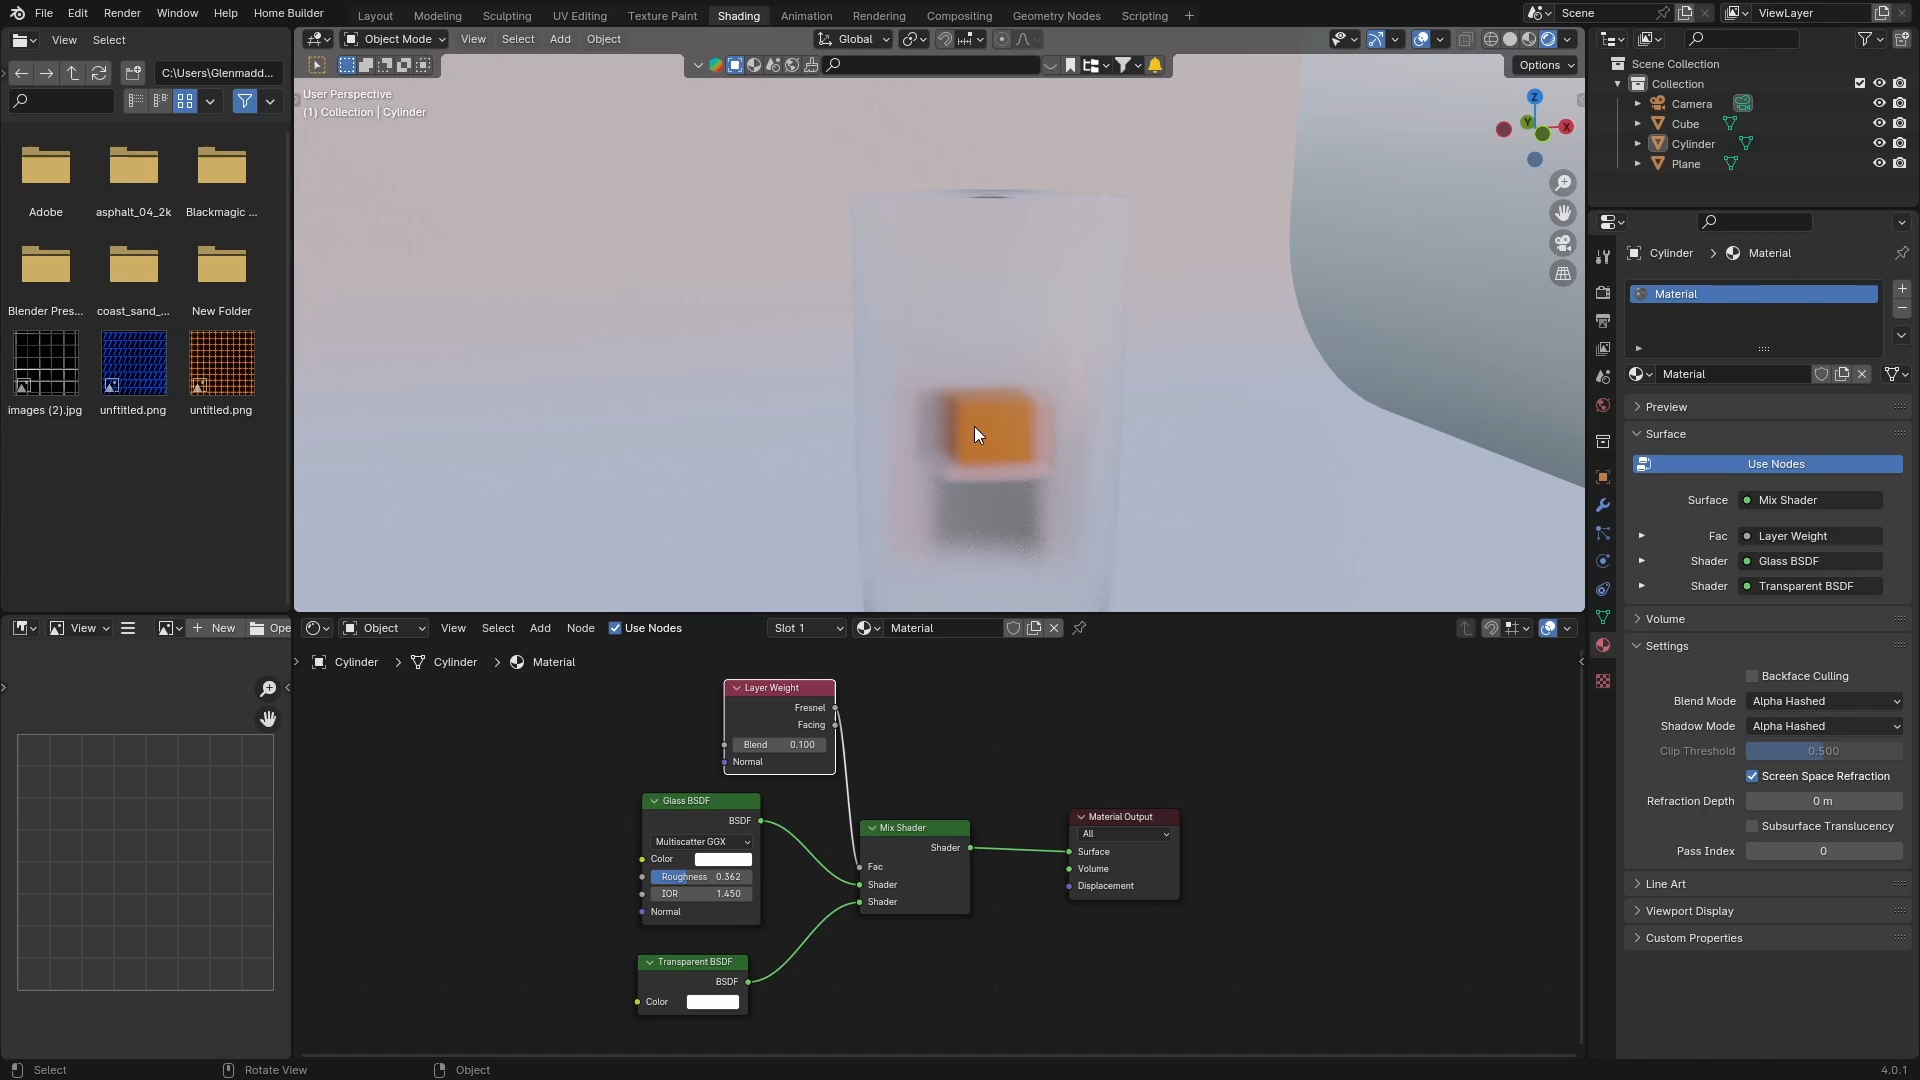 File Edit Render Window Help Home Builder Layout Modeling Sculpting UV Editing Texture Paint Shading Animation Rendering Compositing Geometry Nodes Scripting + Scene ViewLayer
View Select
Object Mode View Select Add Object Global
C:\Users\Glenmadd...
Options
User Perspective
(1) Collection | Cylinder
Z
Y
X
Adobe asphalt_04_2k Blackmagic ...
Blender Pres... coast_sand_... New Folder
images (2).jpg unftitled.png untitled.png
Scene Collection
Collection
Camera
Cube
Cylinder
Plane
Cylinder > Material
Material
Material
Preview
Surface
Use Nodes
Surface Mix Shader
Fac Layer Weight
Shader Glass BSDF
Shader Transparent BSDF
Volume
Settings
Backface Culling
Blend Mode Alpha Hashed
Shadow Mode Alpha Hashed
Clip Threshold 0.500
Screen Space Refraction
Refraction Depth 0 m
Subsurface Translucency
Pass Index 0
Line Art
Viewport Display
Custom Properties
View New Ope
Object View Select Add Node Use Nodes Slot 1 Material
Cylinder > Cylinder > Material
Layer Weight
Fresnel
Facing
Blend 0.100
Normal
Glass BSDF
BSDF
Multiscatter GGX
Color
Roughness 0.362
IOR 1.450
Normal
Transparent BSDF
BSDF
Color
Mix Shader
Shader
Fac
Shader
Shader
Material Output
All
Surface
Volume
Displacement
Select Rotate View Object 4.0.1